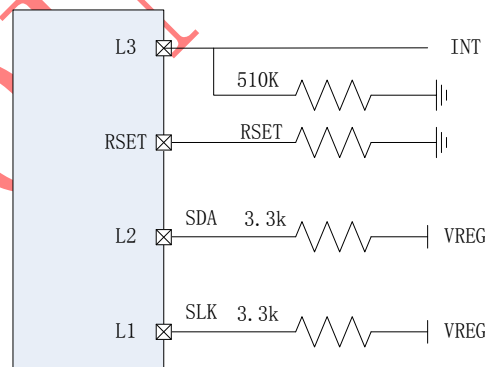 L3 INT
510K
RSET RSET
L2 SDA 3.3k VREG
L1 SLK 3.3k VREG